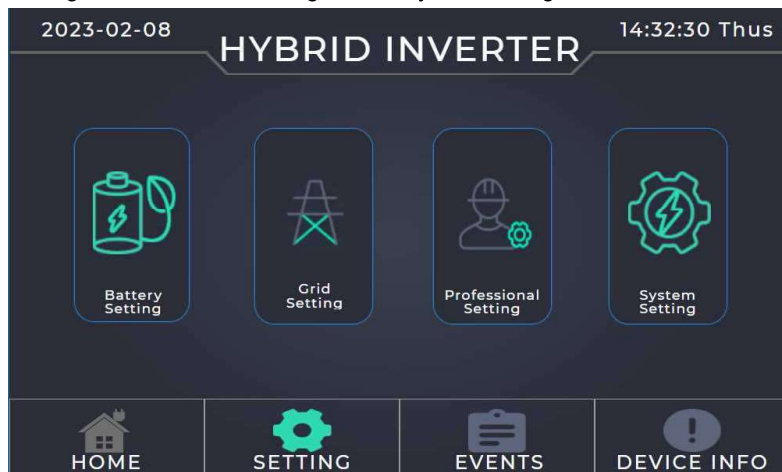 2023-02-08
HYBRID INVERTER
14:32:30 Thus
Battery
Setting
Grid
Setting
Professional
Setting
System
Setting
HOME
SETTING
EVENTS
DEVICE INFO